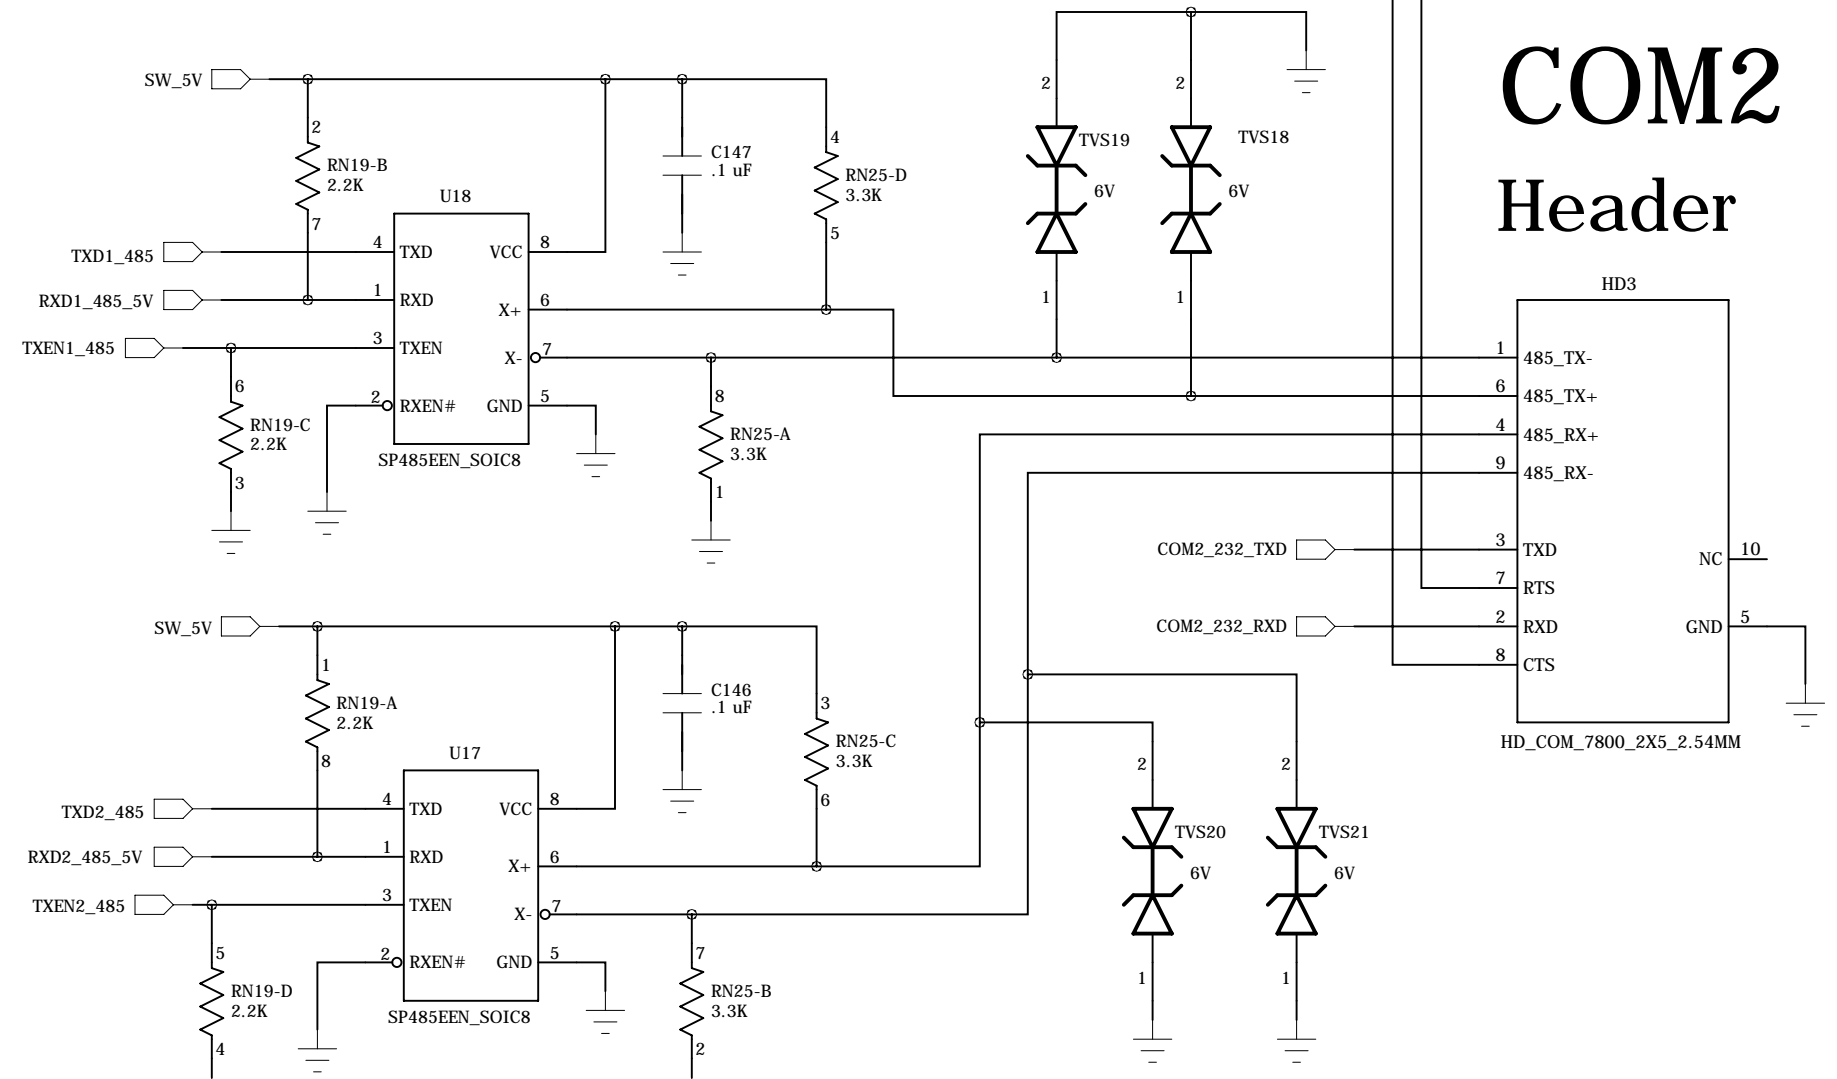 COM2
Header
SW_5V
2
RN19-B
2.2K
7
U18
TXD1_485
4
TXD
RXD1_485_5V
1
RXD
TXEN1_485
3
TXEN
2
RXEN#
VCC
8
X+
6
X-
7
GND
5
SP485EEN_SOIC8
6
RN19-C
2.2K
3
C147
.1 uF
4
RN25-D
3.3K
5
8
RN25-A
3.3K
1
2
TVS19
6V
1
2
TVS18
6V
1
HD3
1
485_TX-
6
485_TX+
4
485_RX+
9
485_RX-
COM2_232_TXD
3
TXD
7
RTS
COM2_232_RXD
2
RXD
8
CTS
NC
10
GND
5
HD_COM_7800_2X5_2.54MM
SW_5V
1
RN19-A
2.2K
8
U17
TXD2_485
4
TXD
RXD2_485_5V
1
RXD
TXEN2_485
3
TXEN
2
RXEN#
VCC
8
X+
6
X-
7
GND
5
SP485EEN_SOIC8
5
RN19-D
2.2K
4
C146
.1 uF
3
RN25-C
3.3K
6
7
RN25-B
3.3K
2
2
TVS20
6V
1
2
TVS21
6V
1